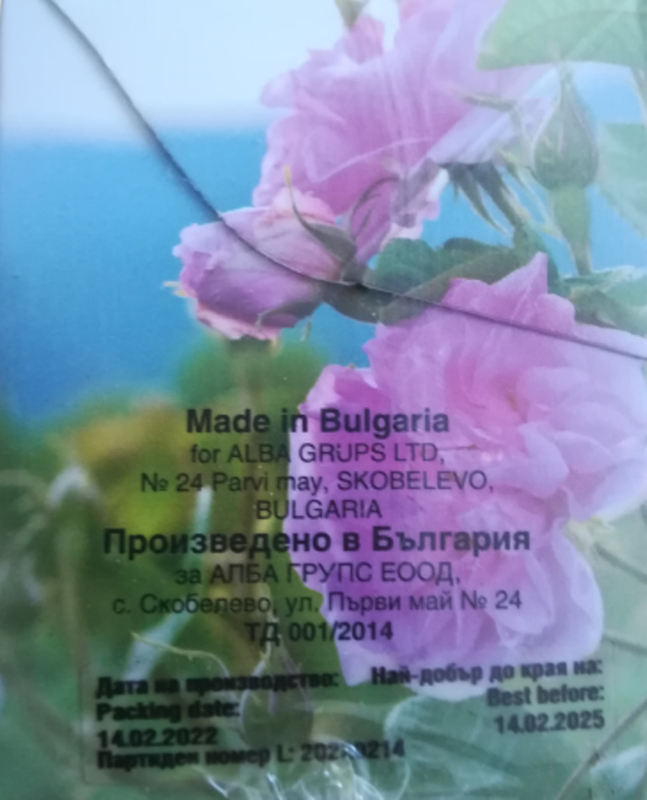 Made in Bulgaria
for ALBA GRUPS LTD,
№ 24 Parvi may, SKOBELEVO,
BULGARIA
Произведено в България
за АЛБА ГРУПС ЕООД,
с. Скобелево, ул. Първи май № 24
ТД 001/2014
Дата на производство:
Packing date:
14.02.2022
Партиден номер L:
Най-добър до края на:
Best before:
14.02.2025